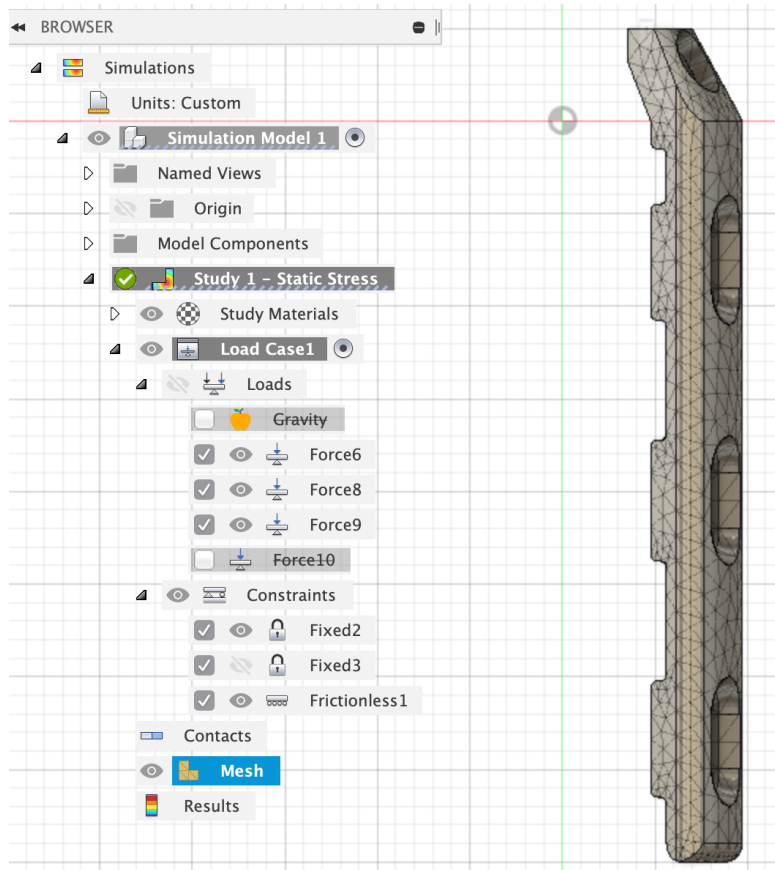 BROWSER
Simulations
Units: Custom
Simulation Model 1
Named Views
Origin
Model Components
Study 1 - Static Stress
Study Materials
Load Case1
Loads
Gravity
Force6
Force8
Force9
Force10
Constraints
Fixed2
Fixed3
Frictionless1
Contacts
Mesh
Results